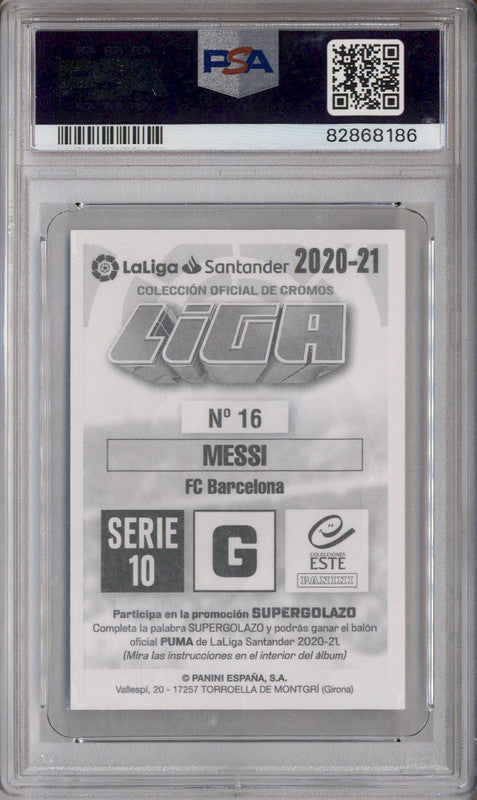 PSA
82868186
LaLiga Santander 2020-21
COLECCIÓN OFICIAL DE CROMOS
LiGA
Nº 16
MESSI
FC Barcelona
SERIE
10
G
COLECCIONES
ESTE
PANINI
Participa en la promoción SUPERGOLAZO
Completa la palabra SUPERGOLAZO y podrás ganar el balón
oficial PUMA de LaLiga Santander 2020-21
(Mira las instrucciones en el interior del álbum)
© PANINI ESPAÑA, S.A.
Vallespi, 20 - 17257 TORROELLA DE MONTGRÍ (Girona)